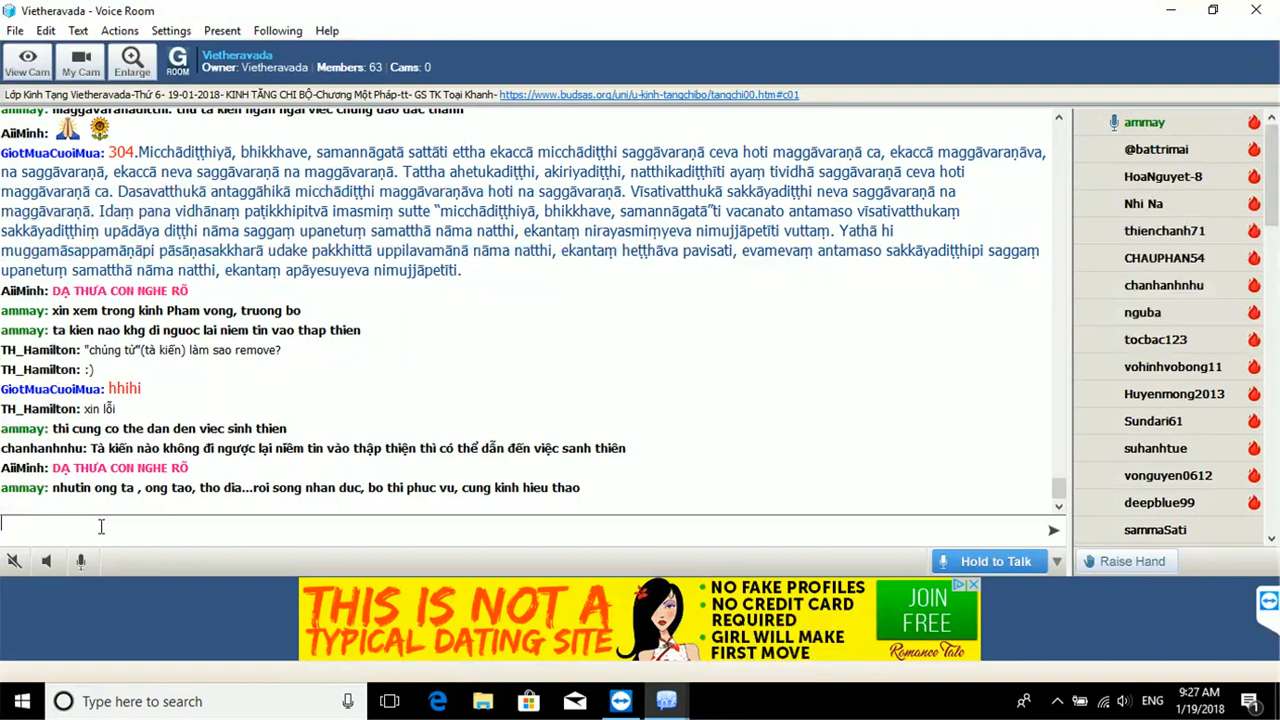 Vietheravada - Voice Room
File Edit Text Actions Settings Present Following Help
View Cam My Cam Enlarge G ROOM
Vietheravada
Owner: Vietheravada | Members: 63 | Cams: 0
Lớp Kinh Tạng Vietheravada-Thứ 6- 19-01-2018- KINH TĂNG CHI BỘ-Chương Một Pháp-tt- GS TK Toại Khanh- https://www.budsas.org/uni/u-kinh-tangchibo/tangchi00.htm#c01
AiiMinh:
GiotMuaCuoiMua: 304.Micchādiṭṭhiyā, bhikkhave, samannāgatā sattāti ettha ekaccā micchādiṭṭhi saggāvaraṇā ceva hoti maggāvaraṇā ca, ekaccā maggāvaraṇāva,
na saggāvaraṇā, ekaccā neva saggāvaraṇā na maggāvaraṇā. Tattha ahetukadiṭṭhi, akiriyadiṭṭhi, natthikadiṭṭhīti ayaṃ tividhā saggāvaraṇā ceva hoti
maggāvaraṇā ca. Dasavatthukā antaggāhikā micchādiṭṭhi maggāvaraṇāva hoti na saggāvaraṇā. Vīsativatthukā sakkāyadiṭṭhi neva saggāvaraṇā na
maggāvaraṇā. Idaṃ pana vidhānaṃ paṭikkhipitvā imasmiṃ sutte “micchādiṭṭhiyā, bhikkhave, samannāgatā”ti vacanato antamaso vīsativatthukaṃ
sakkāyadiṭṭhiṃ upādāya diṭṭhi nāma saggaṃ upanetuṃ samatthā nāma natthi, ekantaṃ nirayasmiṃyeva nimujjāpetīti vuttaṃ. Yathā hi
muggamāsappamāṇāpi pāsāṇasakkharā udake pakkhittā uppilavamānā nāma natthi, ekantaṃ heṭṭhāva pavisati, evamevaṃ antamaso sakkāyadiṭṭhipi saggaṃ
upanetuṃ samatthā nāma natthi, ekantaṃ apāyesuyeva nimujjāpetīti.
AiiMinh: DẠ THƯA CON NGHE RÕ
ammay: xin xem trong kinh Pham vong, truong bo
ammay: ta kien nao khg di nguoc lai niem tin vao thap thien
TH_Hamilton: "chủng tử"(tà kiến) làm sao remove?
TH_Hamilton: :)
GiotMuaCuoiMua: hhihi
TH_Hamilton: xin lỗi
ammay: thi cung co the dan den viec sinh thien
chanhanhnhu: Tà kiến nào không đi ngược lại niềm tin vào thập thiện thì có thể dẫn đến việc sanh thiên
AiiMinh: DẠ THƯA CON NGHE RÕ
ammay: nhutin ong ta , ong tao, tho dia...roi song nhan duc, bo thi phuc vu, cung kinh hieu thao
ammay
@battrimai
HoaNguyet-8
Nhi Na
thienchanh71
CHAUPHAN54
chanhanhnhu
nguba
tocbac123
vohinhvobong11
Huyenmong2013
Sundari61
suhanhtue
vonguyen0612
deepblue99
sammaSati
Hold to Talk
Raise Hand
THIS IS NOT A
TYPICAL DATING SITE
• NO FAKE PROFILES
• NO CREDIT CARD
REQUIRED
• GIRL WILL MAKE
FIRST MOVE
JOIN
FREE
Romance Tale
Type here to search
ENG
9:27 AM
1/19/2018
1